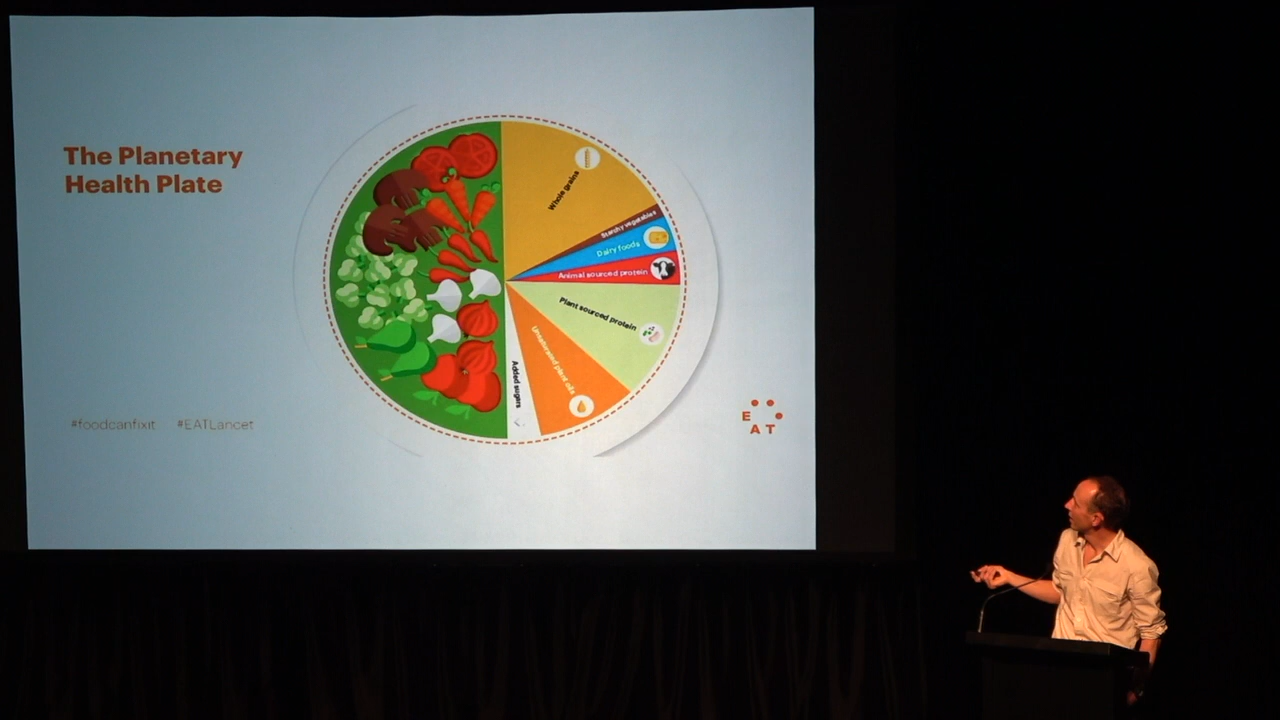 The Planetary
Health Plate
Whole grains
Starchy vegetables
Dairy foods
Animal sourced protein
Plant sourced protein
Unsaturated plant oils
Added sugars
#foodcanfixit #EATLancet
E
AT